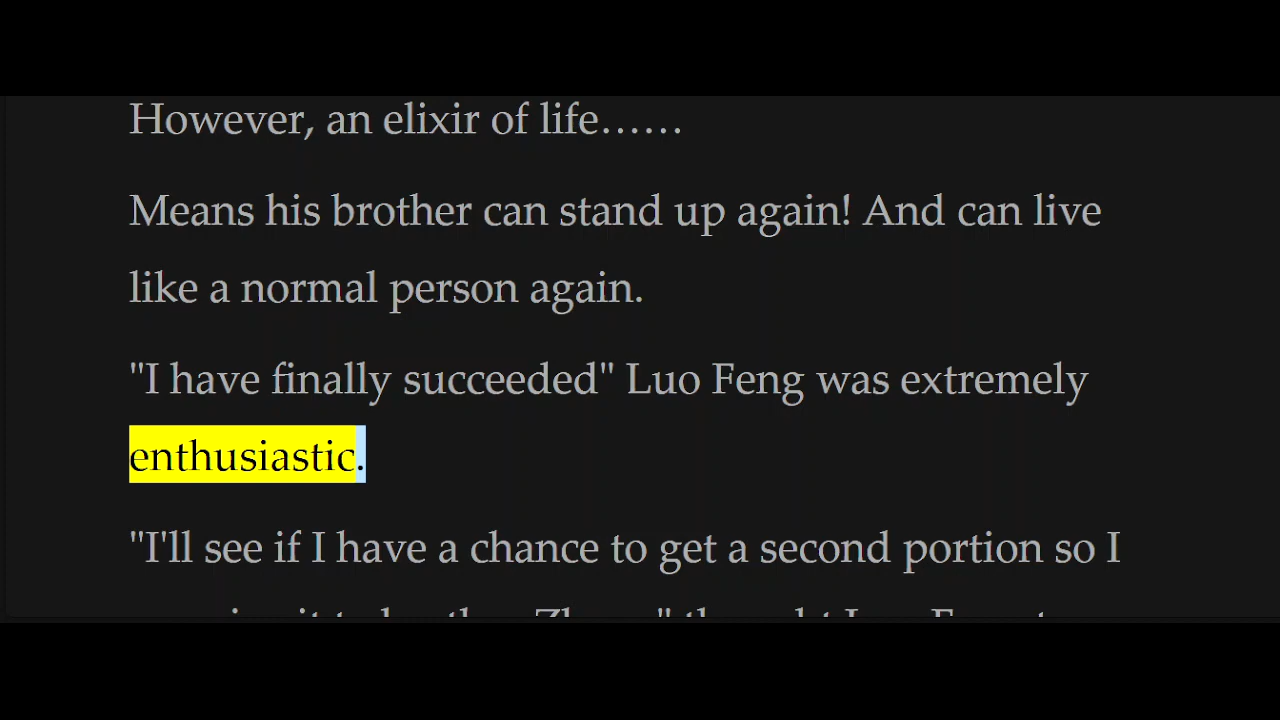 However, an elixir of life……
Means his brother can stand up again! And can live
like a normal person again.
"I have finally succeeded" Luo Feng was extremely
enthusiastic.
"I'll see if I have a chance to get a second portion so I